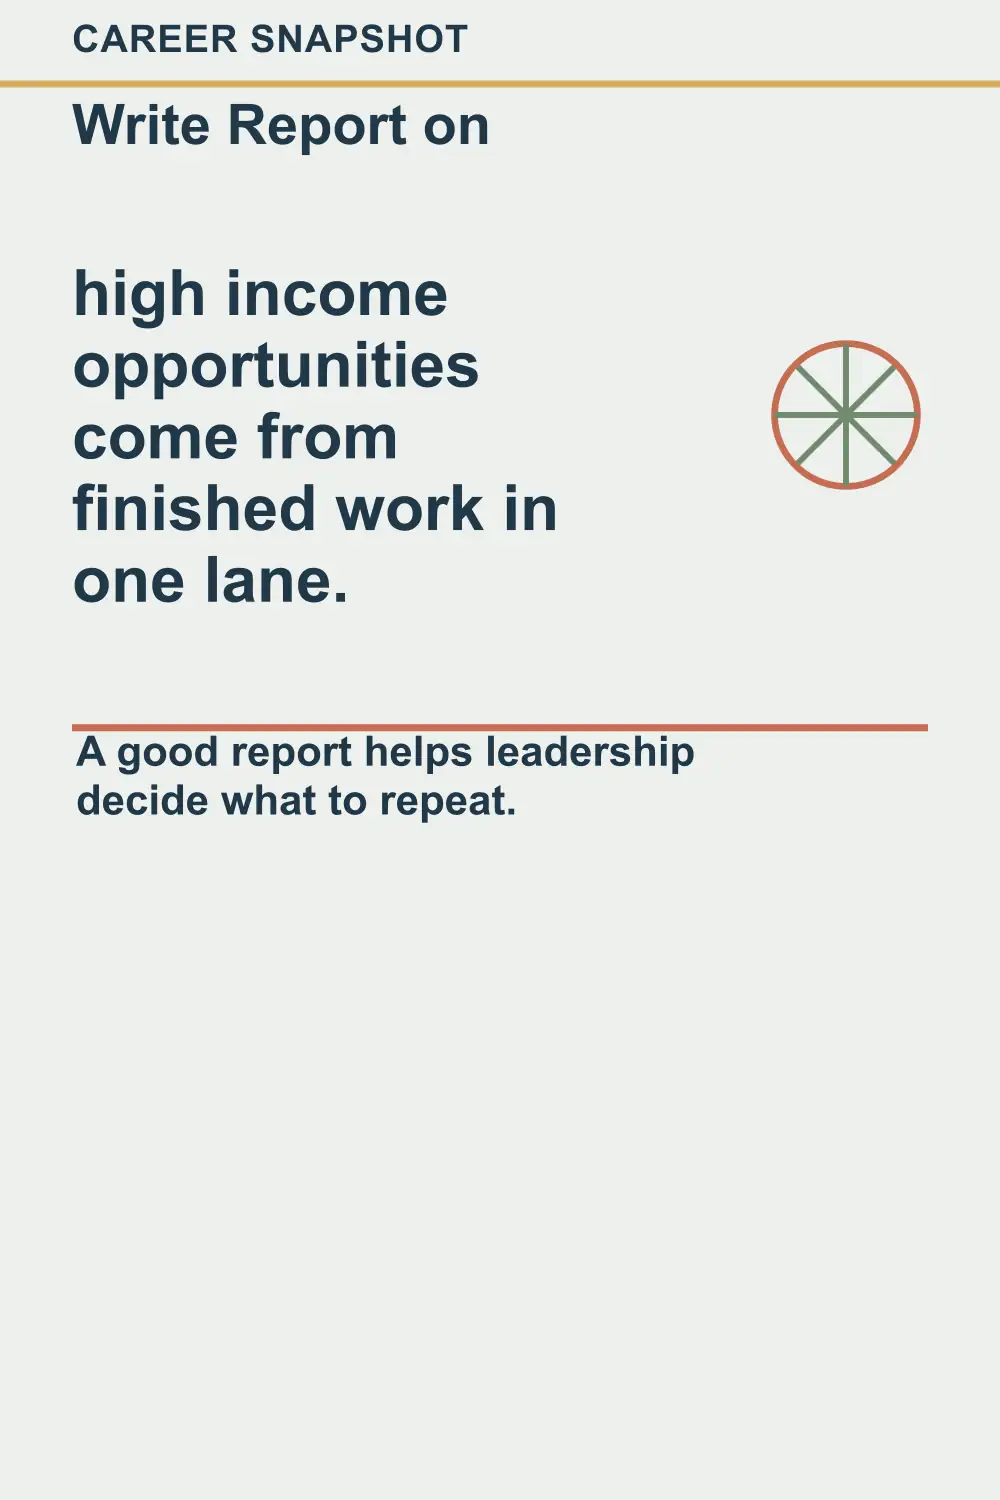 CAREER SNAPSHOT
Write Report on
high income
opportunities
come from
finished work in
one lane.
A good report helps leadership
decide what to repeat.